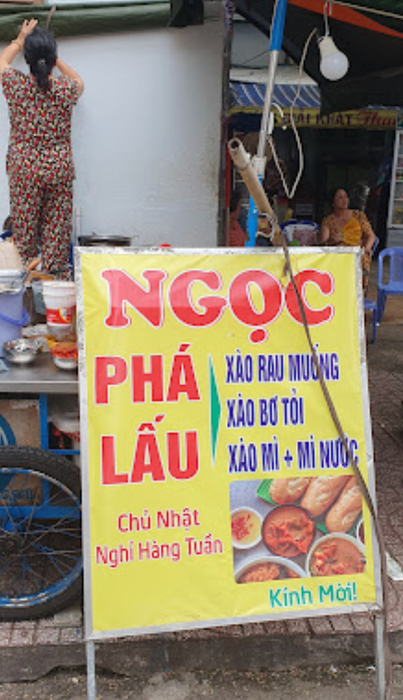 NGỌC
PHÁ LẤU
XÀO RAU MUỐNG
XÀO BƠ TỎI
XÀO MÌ + MÌ NƯỚC
Chủ Nhật
Nghỉ Hàng Tuần
Kính Mời!